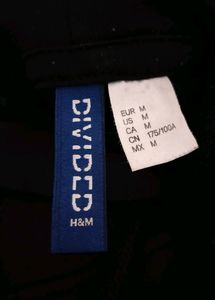 DIVIDED
H&M
EUR M
US M
CA M
CN 175/100A
MX M